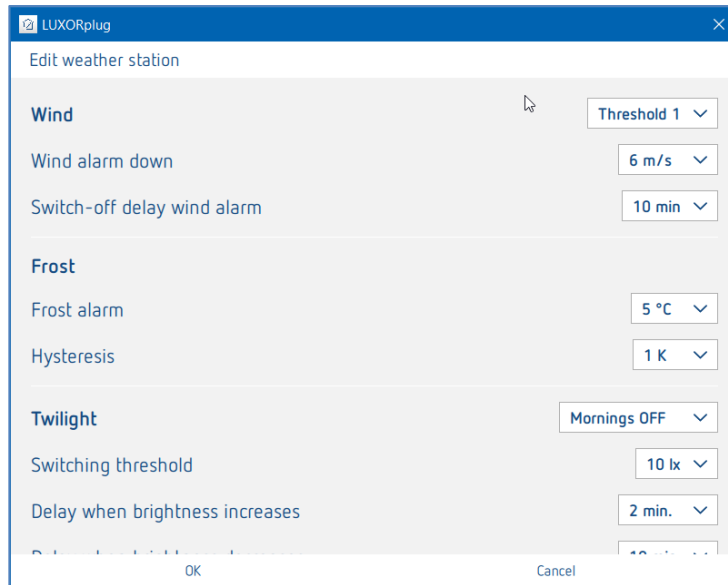 LUXORplug
Edit weather station
Wind Threshold 1
Wind alarm down 6 m/s
Switch-off delay wind alarm 10 min
Frost
Frost alarm 5 °C
Hysteresis 1 K
Twilight Mornings OFF
Switching threshold 10 lx
Delay when brightness increases 2 min.
OK Cancel